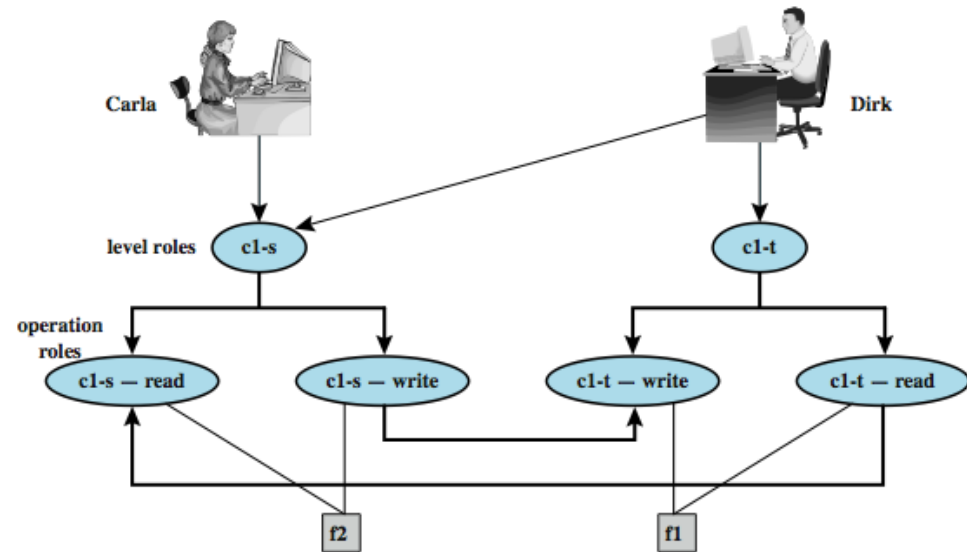 Carla
Dirk
level roles
c1-s
c1-t
operation
roles
c1-s — read
c1-s — write
c1-t — write
c1-t — read
f2
f1